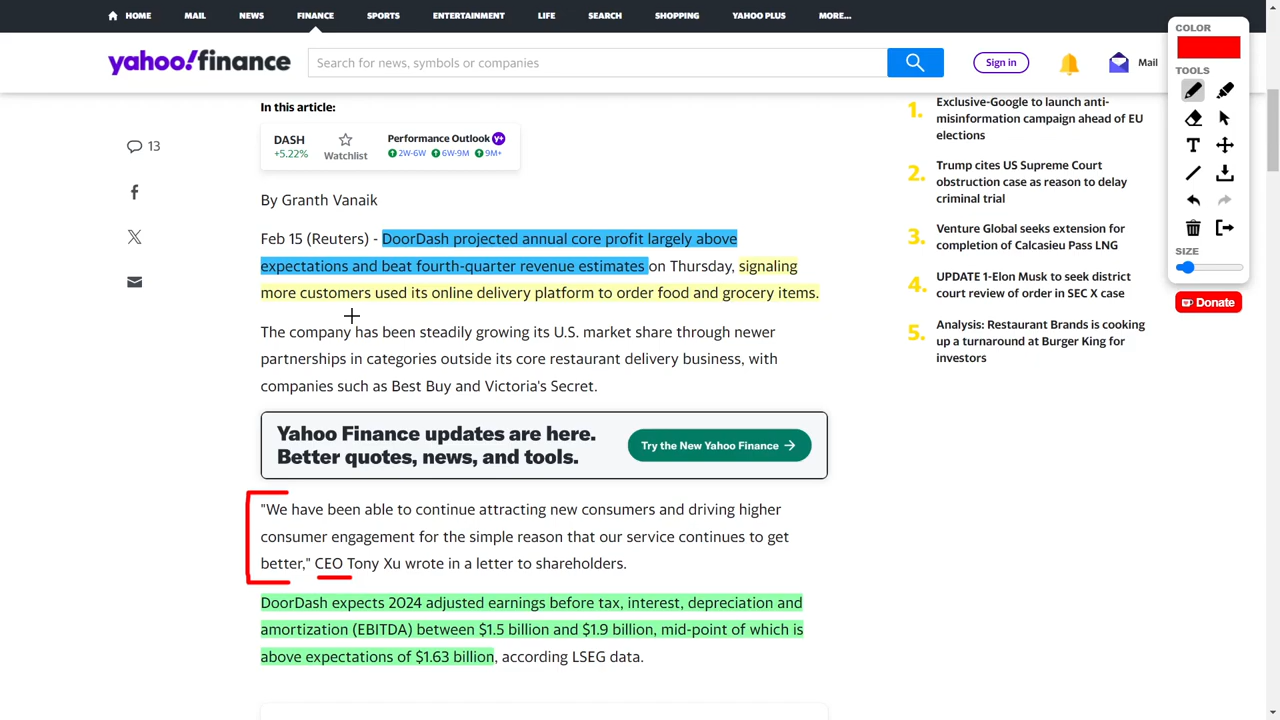 HOME MAIL NEWS FINANCE SPORTS ENTERTAINMENT LIFE SEARCH SHOPPING YAHOO PLUS MORE...
yahoo!finance
Search for news, symbols or companies
Sign in
Mail
COLOR
TOOLS
T
SIZE
Donate
13
In this article:
DASH
+5.22%
Watchlist
Performance Outlook Y+
2W-6W 6W-9M 9M+
By Granth Vanaik
Feb 15 (Reuters) - DoorDash projected annual core profit largely above
expectations and beat fourth-quarter revenue estimates on Thursday, signaling
more customers used its online delivery platform to order food and grocery items.
The company has been steadily growing its U.S. market share through newer
partnerships in categories outside its core restaurant delivery business, with
companies such as Best Buy and Victoria's Secret.
Yahoo Finance updates are here.
Better quotes, news, and tools.
Try the New Yahoo Finance
"We have been able to continue attracting new consumers and driving higher
consumer engagement for the simple reason that our service continues to get
better," CEO Tony Xu wrote in a letter to shareholders.
DoorDash expects 2024 adjusted earnings before tax, interest, depreciation and
amortization (EBITDA) between $1.5 billion and $1.9 billion, mid-point of which is
above expectations of $1.63 billion, according LSEG data.
1. Exclusive-Google to launch anti-
misinformation campaign ahead of EU
elections
2. Trump cites US Supreme Court
obstruction case as reason to delay
criminal trial
3. Venture Global seeks extension for
completion of Calcasieu Pass LNG
4. UPDATE 1-Elon Musk to seek district
court review of order in SEC X case
5. Analysis: Restaurant Brands is cooking
up a turnaround at Burger King for
investors